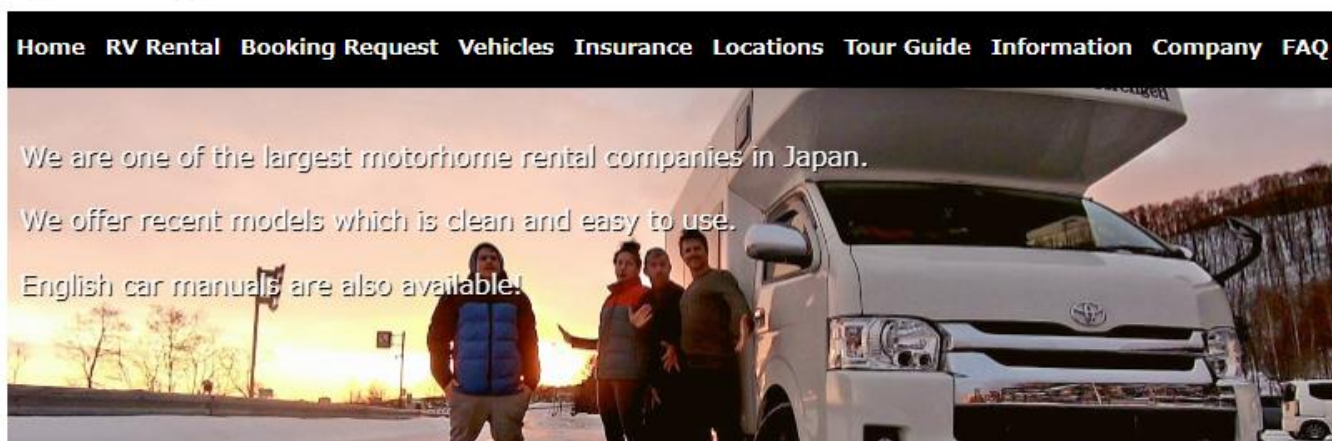 Home RV Rental Booking Request Vehicles Insurance Locations Tour Guide Information Company FAQ
We are one of the largest motorhome rental companies in Japan.
We offer recent models which is clean and easy to use.
English car manuals are also available!